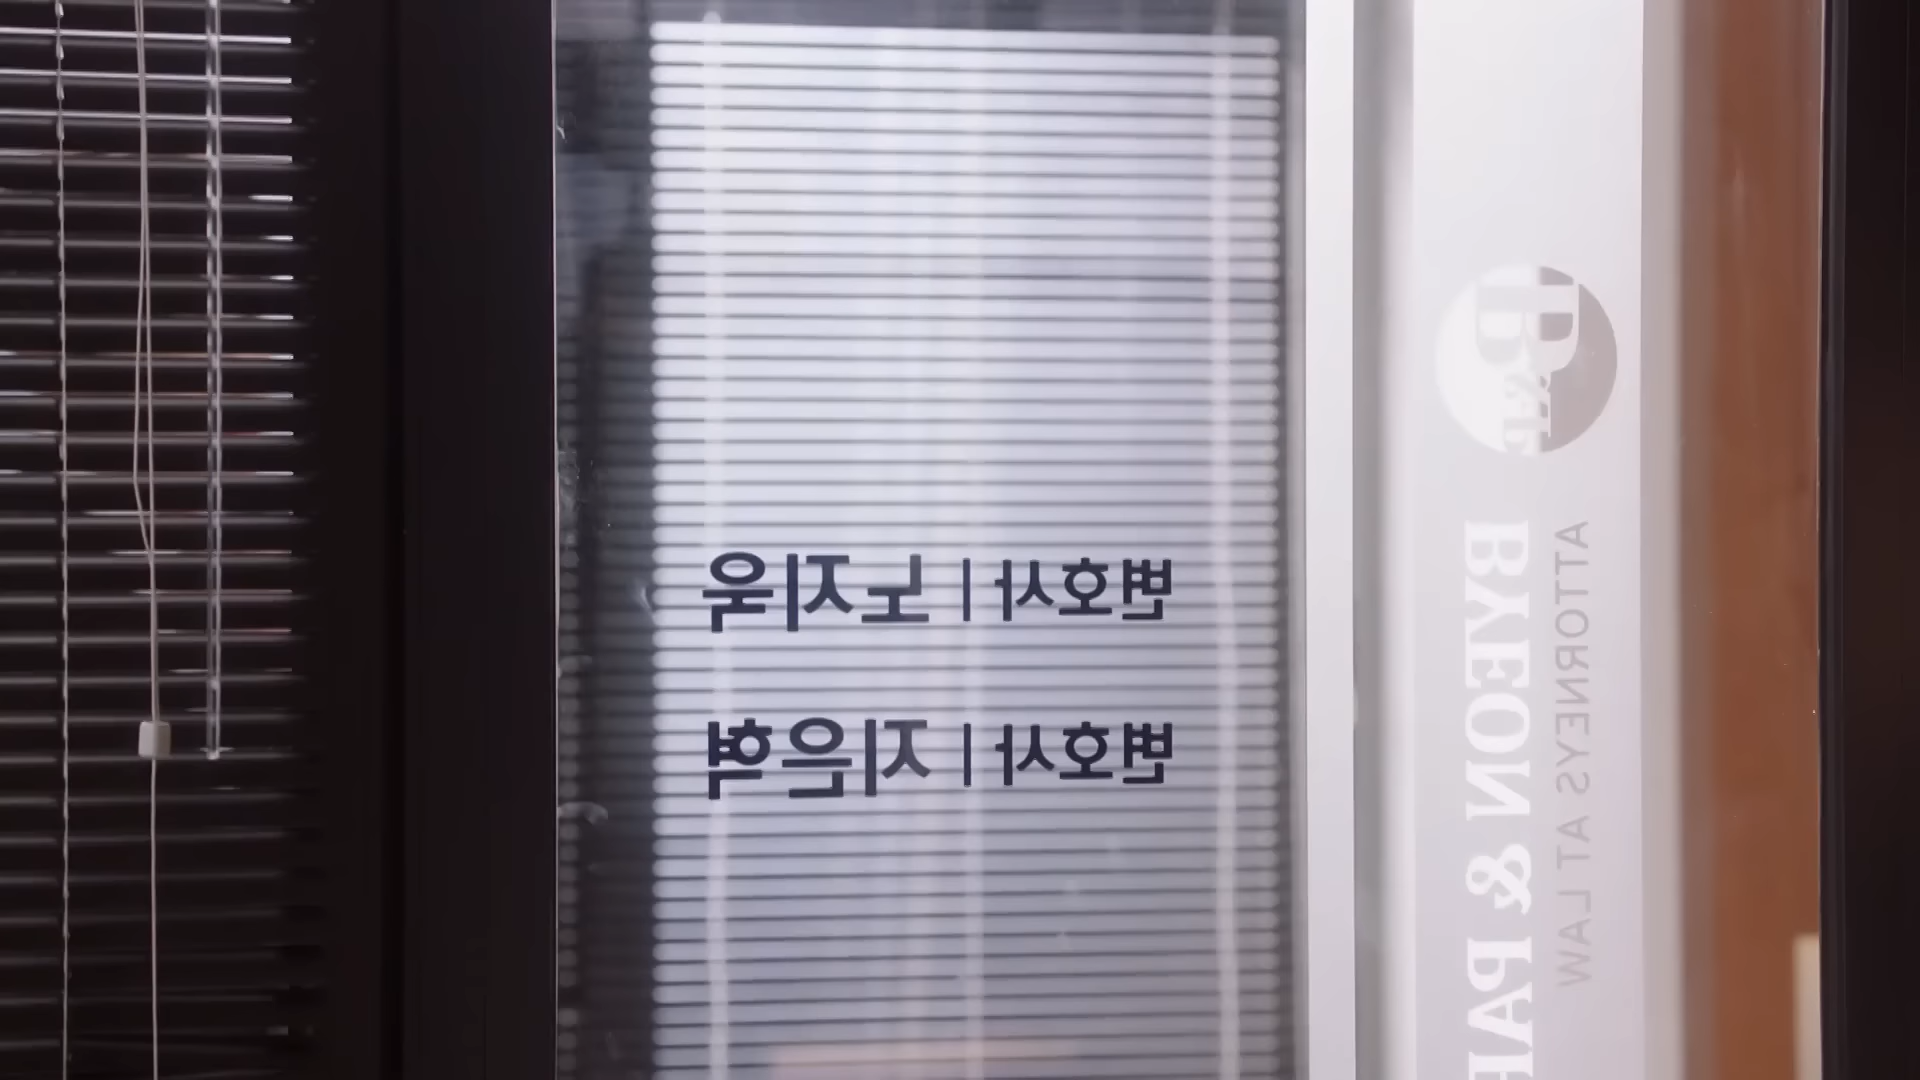 변호사 | 노지욱
변호사 | 지은혁
B&P
BYEON &
ATTORNEYS AT LAW